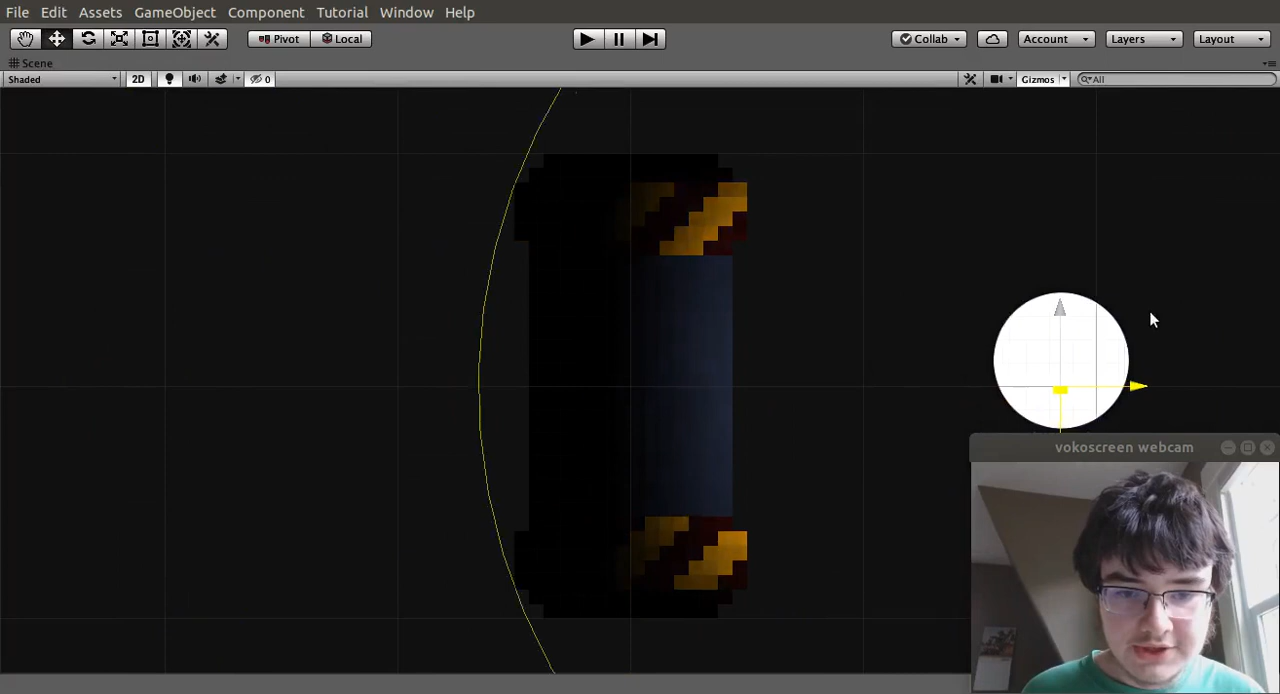 File Edit Assets GameObject Component Tutorial Window Help
Pivot Local Collab Account Layers Layout
Scene
Shaded 2D 0 Gizmos All
vokoscreen webcam